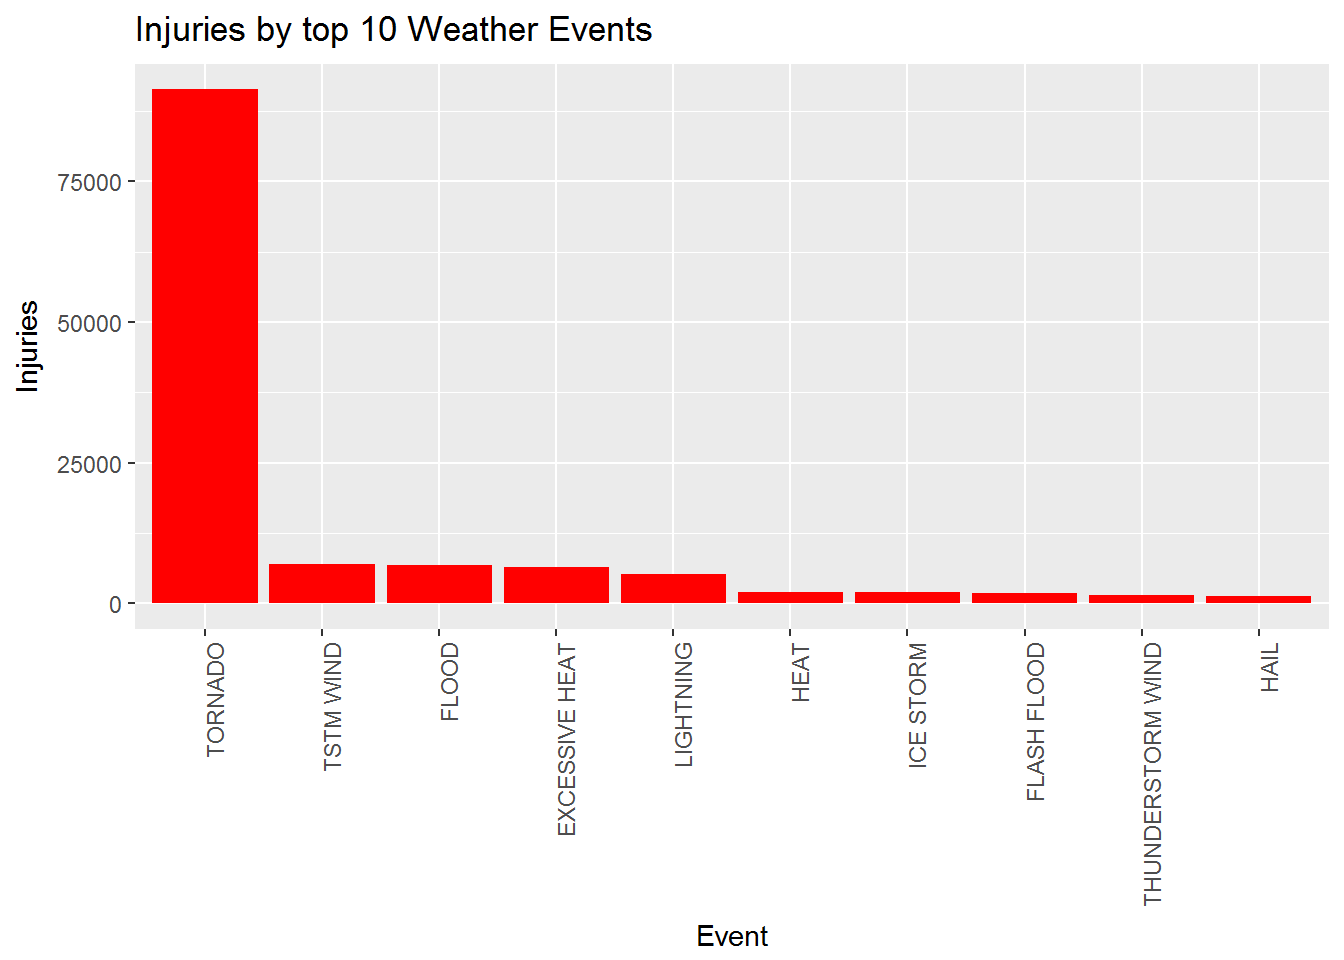 Injuries by top 10 Weather Events
Injuries
75000
50000
25000
0
TORNADO
TSTM WIND
FLOOD
EXCESSIVE HEAT
LIGHTNING
HEAT
ICE STORM
FLASH FLOOD
THUNDERSTORM WIND
HAIL
Event